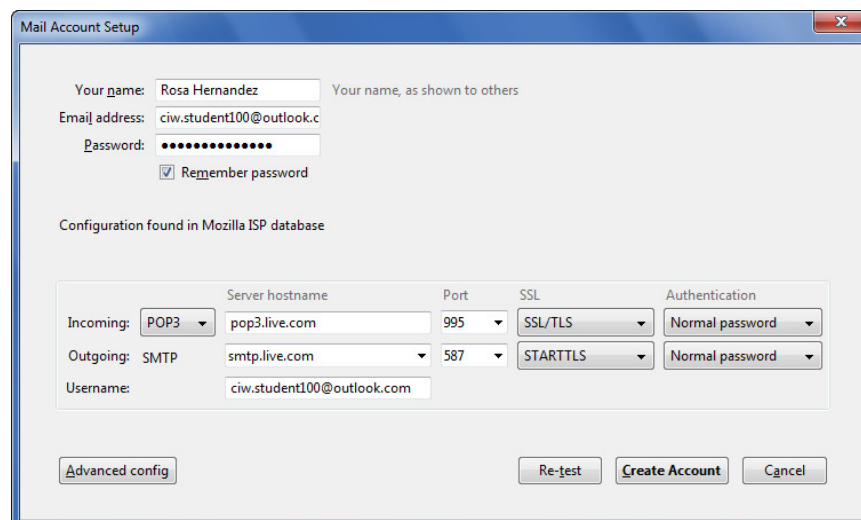 Mail Account Setup
Your name: Rosa Hernandez Your name, as shown to others
Email address: ciw.student100@outlook.c
Password: ••••••••••••••
Remember password
Configuration found in Mozilla ISP database
Server hostname Port SSL Authentication
Incoming: POP3 pop3.live.com 995 SSL/TLS Normal password
Outgoing: SMTP smtp.live.com 587 STARTTLS Normal password
Username: ciw.student100@outlook.com
Advanced config Re-test Create Account Cancel